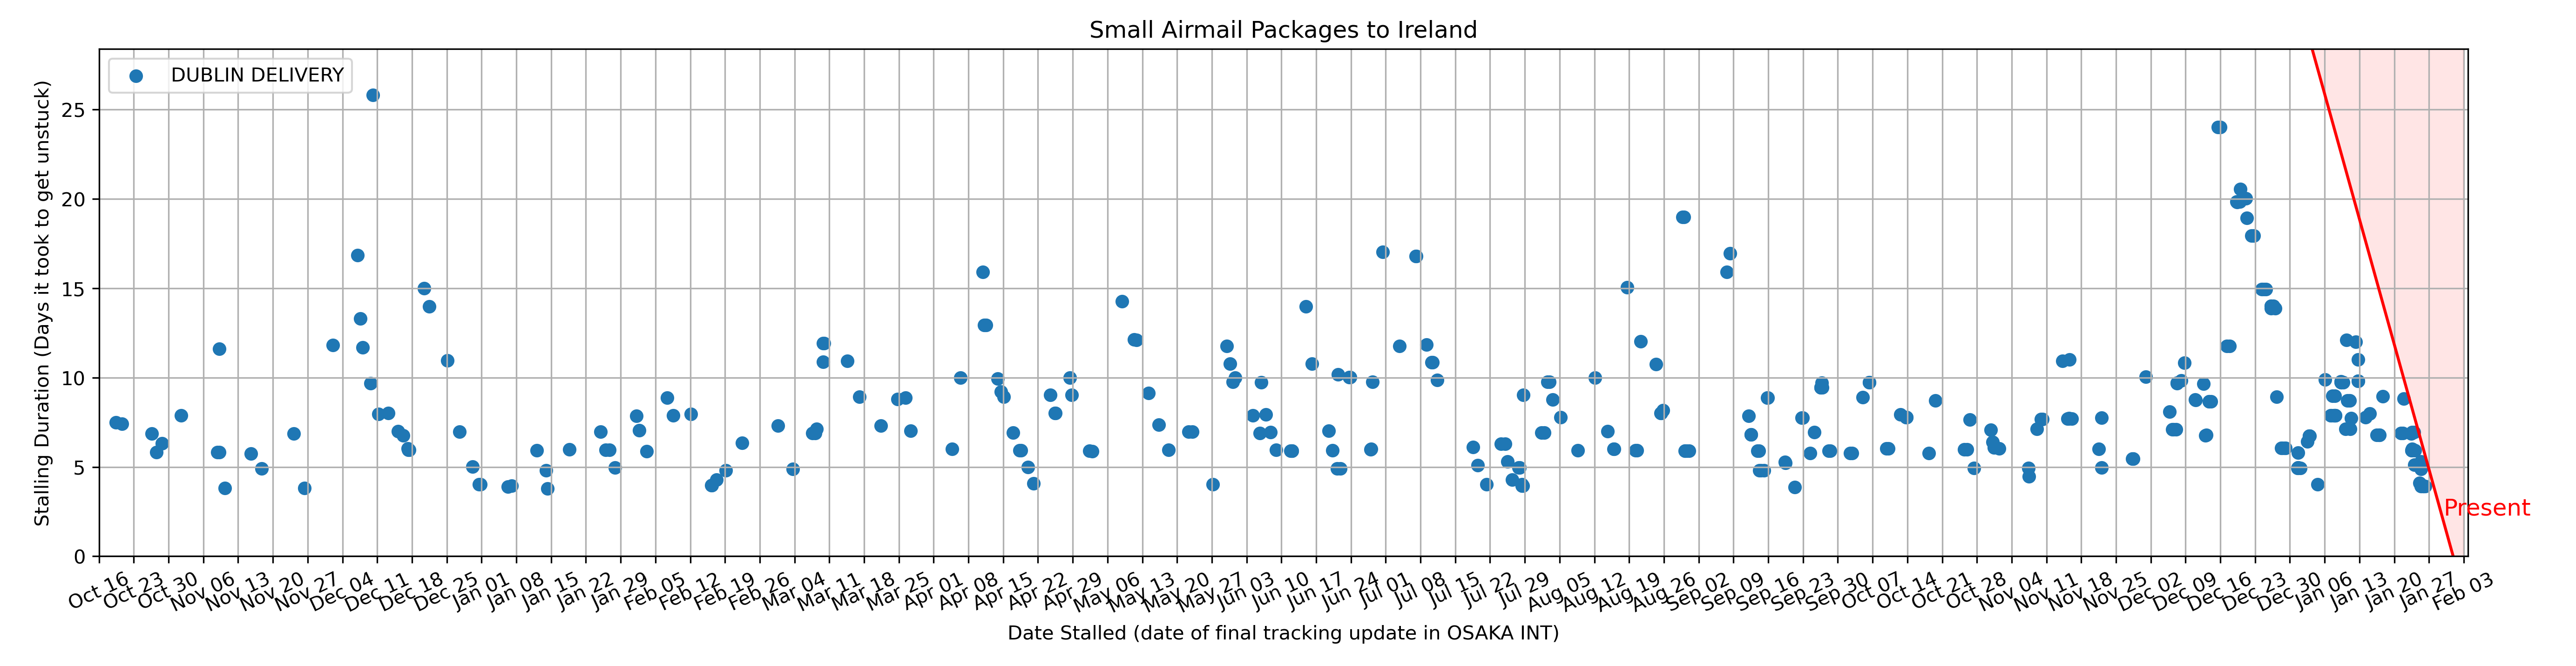 Small Airmail Packages to Ireland
DUBLIN DELIVERY
Stalling Duration (Days it took to get unstuck)
25
20
15
10
5
0
Present
Oct 16 Oct 23 Oct 30 Nov 06 Nov 13 Nov 20 Nov 27 Dec 04 Dec 11 Dec 18 Dec 25 Jan 01 Jan 08 Jan 15 Jan 22 Jan 29 Feb 05 Feb 12 Feb 19 Feb 26 Mar 04 Mar 11 Mar 18 Mar 25 Apr 01 Apr 08 Apr 15 Apr 22 Apr 29 May 06 May 13 May 20 May 27 Jun 03 Jun 10 Jun 17 Jun 24 Jul 01 Jul 08 Jul 15 Jul 22 Jul 29 Aug 05 Aug 12 Aug 19 Aug 26 Sep 02 Sep 09 Sep 16 Sep 23 Sep 30 Oct 07 Oct 14 Oct 21 Oct 28 Nov 04 Nov 11 Nov 18 Nov 25 Dec 02 Dec 09 Dec 16 Dec 23 Dec 30 Jan 06 Jan 13 Jan 20 Jan 27 Feb 03
Date Stalled (date of final tracking update in OSAKA INT)